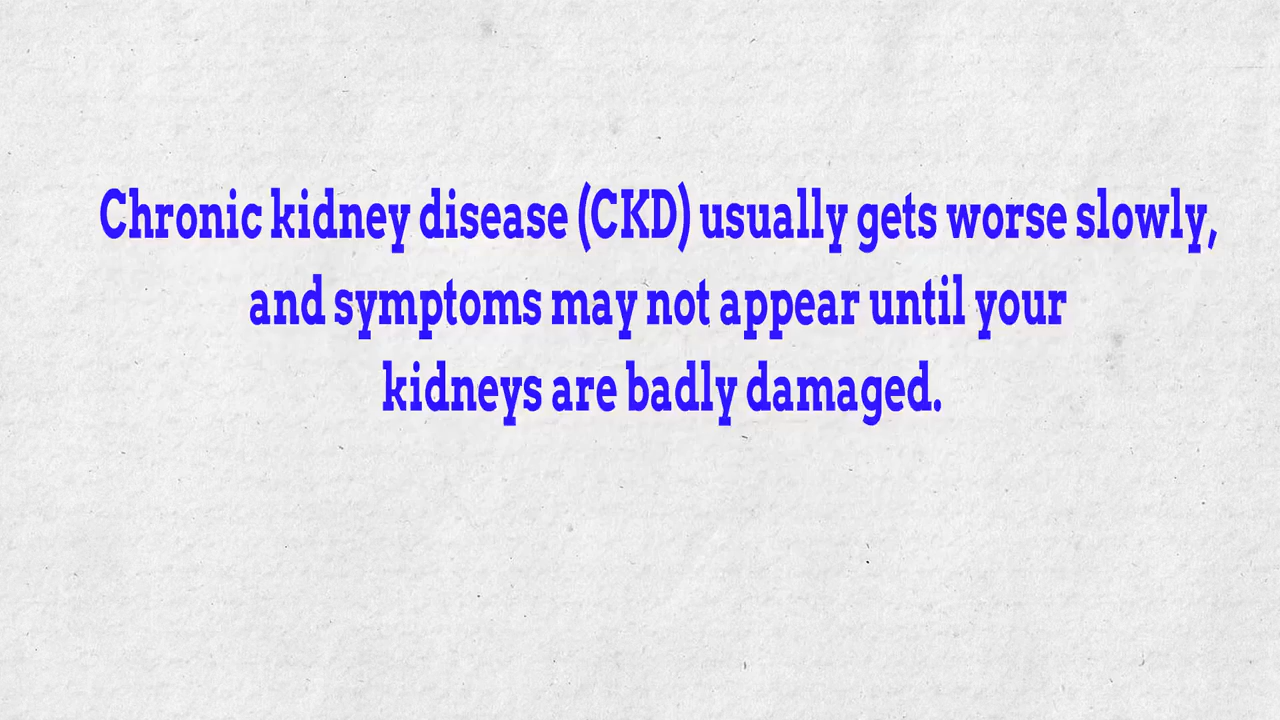 Chronic kidney disease (CKD) usually gets worse slowly,
and symptoms may not appear until your
kidneys are badly damaged.